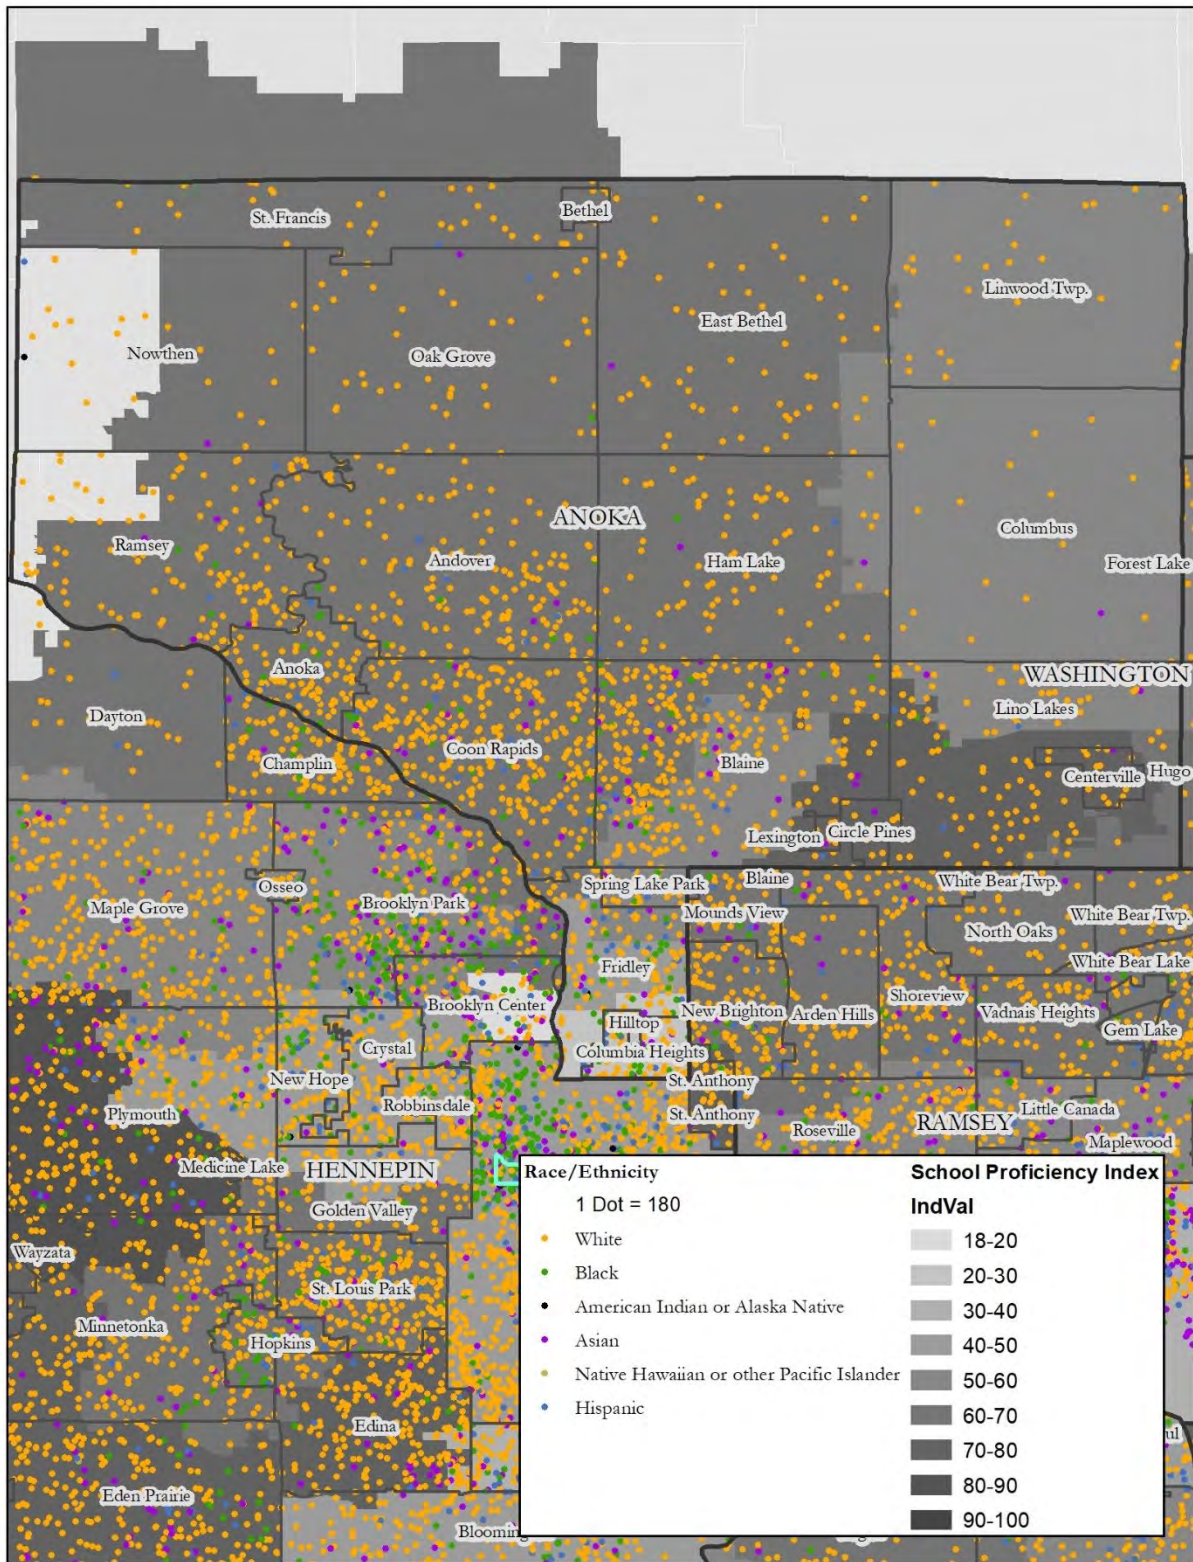 St. Francis
Bethel
Linwood Twp.
East Bethel
Nowthen
Oak Grove
ANOKA
Columbus
Ramsey
Andover
Ham Lake
Forest Lake
Anoka
WASHINGTON
Dayton
Lino Lakes
Coon Rapids
Champlin
Blaine
Centerville
Hugo
Lexington
Circle Pines
Osseo
Spring Lake Park
Blaine
White Bear Twp.
Maple Grove
Brooklyn Park
Mounds View
White Bear Twp.
North Oaks
White Bear Lake
Fridley
Shoreview
Brooklyn Center
New Brighton
Arden Hills
Vadnais Heights
Hilltop
Gem Lake
Crystal
Columbia Heights
New Hope
St. Anthony
Robbinsdale
Plymouth
St. Anthony
Little Canada
Roseville
RAMSEY
Maplewood
Medicine Lake
HENNEPIN
Golden Valley
Wayzata
St. Louis Park
Minnetonka
Hopkins
Edina
ul
Eden Prairie
Bloomin
Race/Ethnicity
1 Dot = 180
White
Black
American Indian or Alaska Native
Asian
Native Hawaiian or other Pacific Islander
Hispanic
School Proficiency Index
IndVal
18-20
20-30
30-40
40-50
50-60
60-70
70-80
80-90
90-100